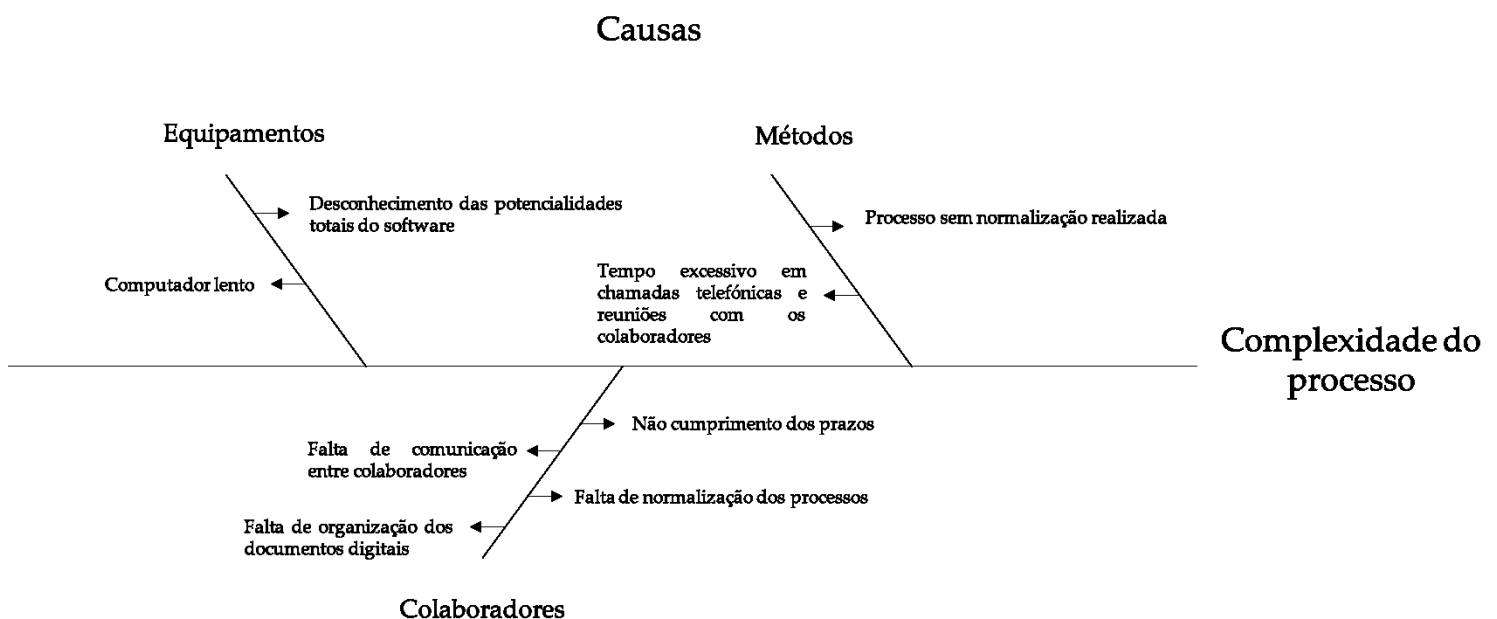 Causas
Equipamentos
Métodos
Desconhecimento das potencialidades
totais do software
Processo sem normalização realizada
Computador lento
Tempo excessivo em
chamadas telefónicas e
reuniões com os
colaboradores
Complexidade do
processo
Não cumprimento dos prazos
Falta de comunicação
entre colaboradores
Falta de normalização dos processos
Falta de organização dos
documentos digitais
Colaboradores